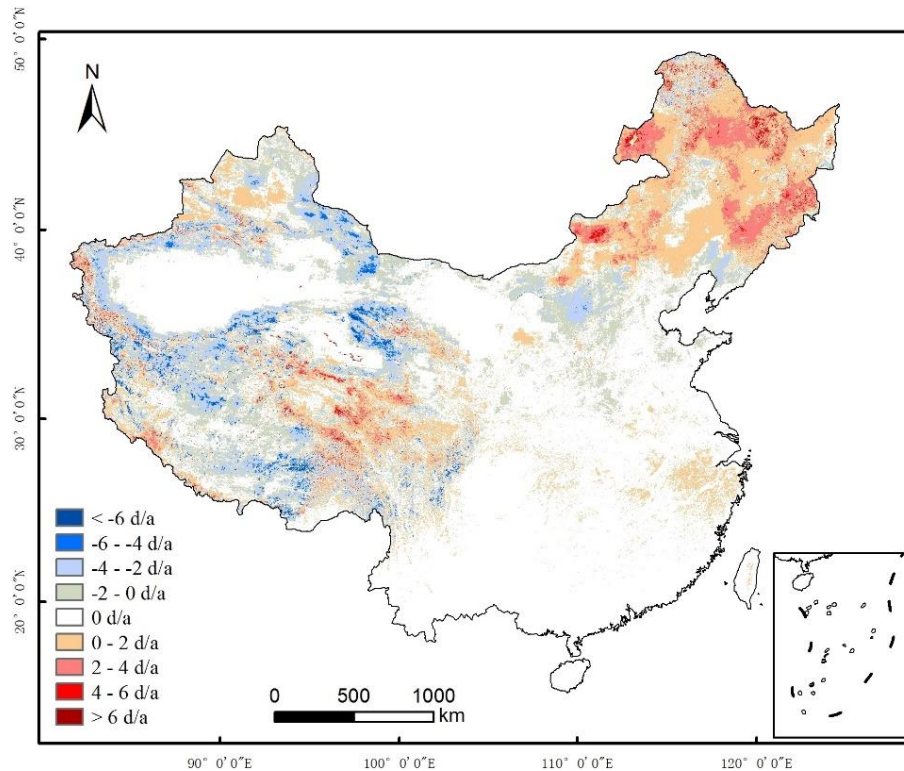 50° 0'0"N
N
40° 0'0"N
30° 0'0"N
20° 0'0"N
< -6 d/a
-6 - -4 d/a
-4 - -2 d/a
-2 - 0 d/a
0 d/a
0 - 2 d/a
2 - 4 d/a
4 - 6 d/a
> 6 d/a
0 500 1000
km
90° 0'0"E 100° 0'0"E 110° 0'0"E 120° 0'0"E